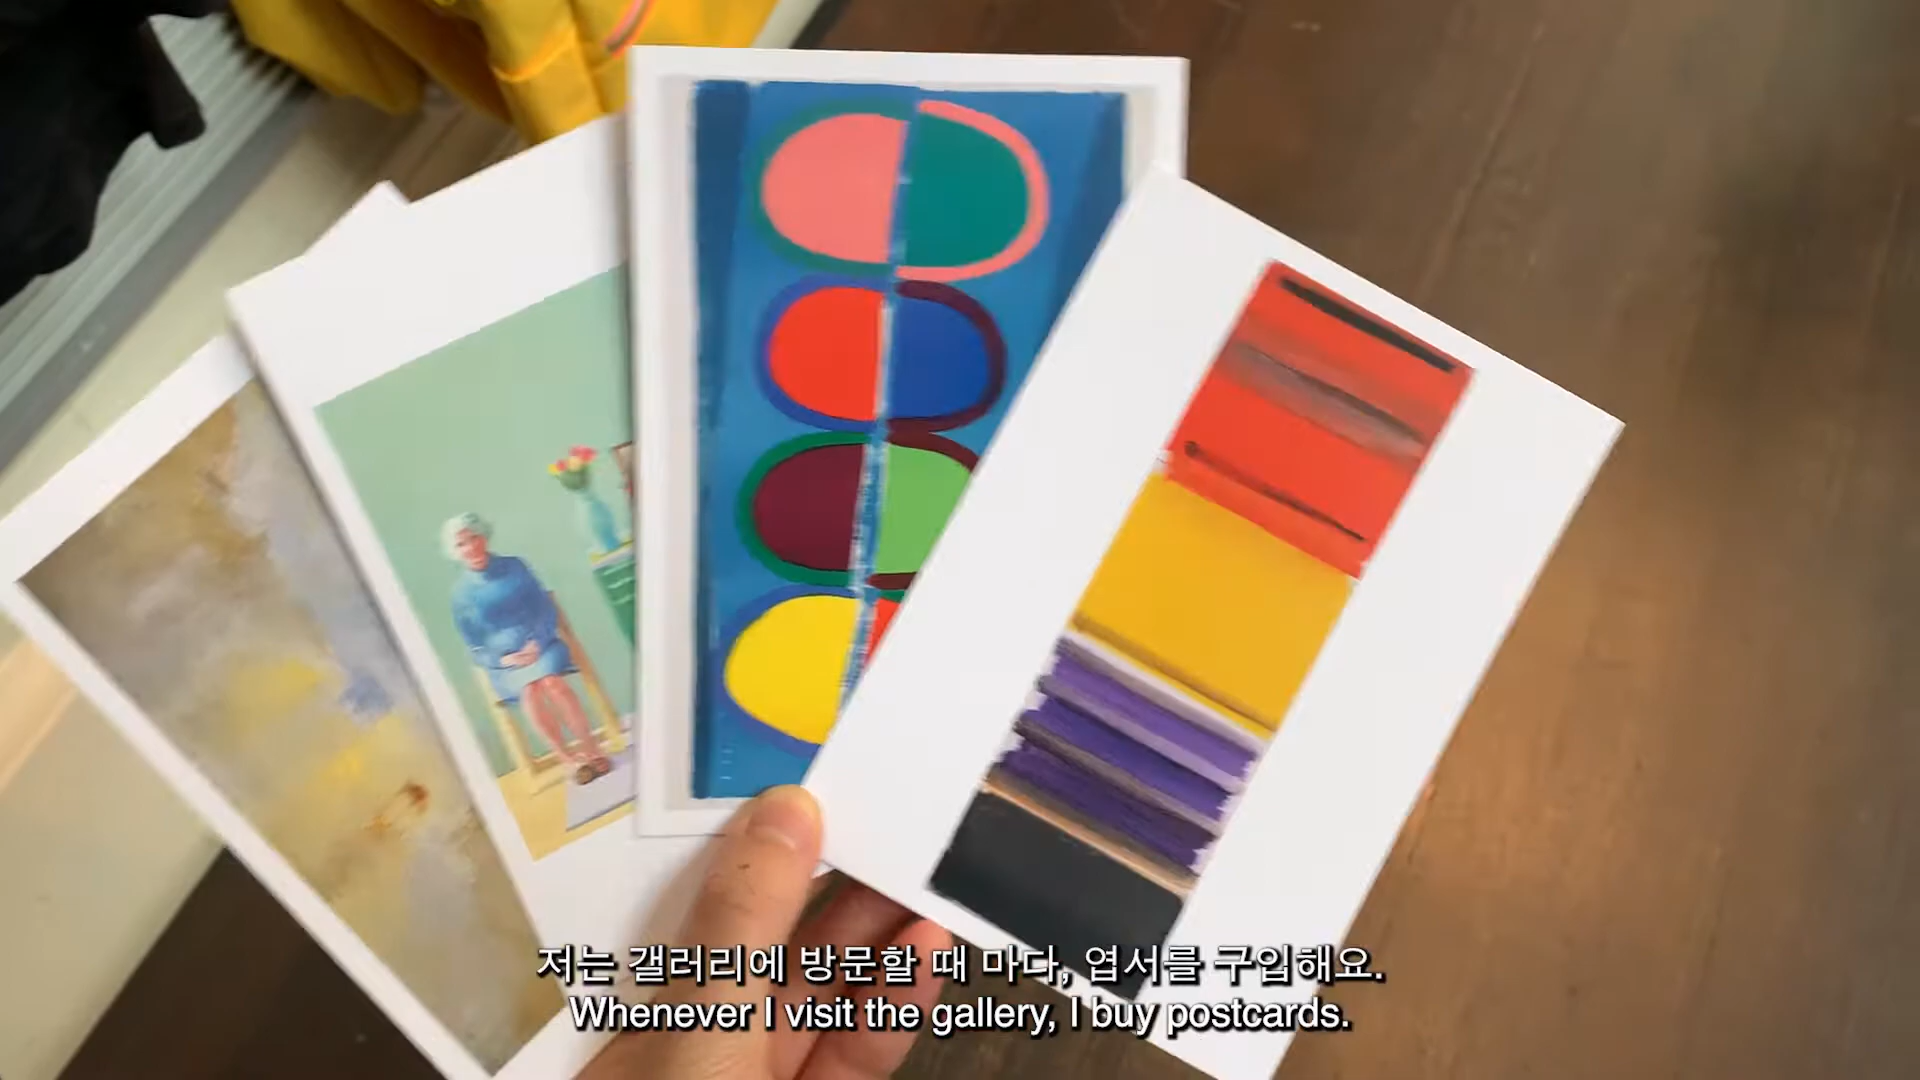 저는 갤러리에 방문할 때 마다, 엽서를 구입해요.
Whenever I visit the gallery, I buy postcards.